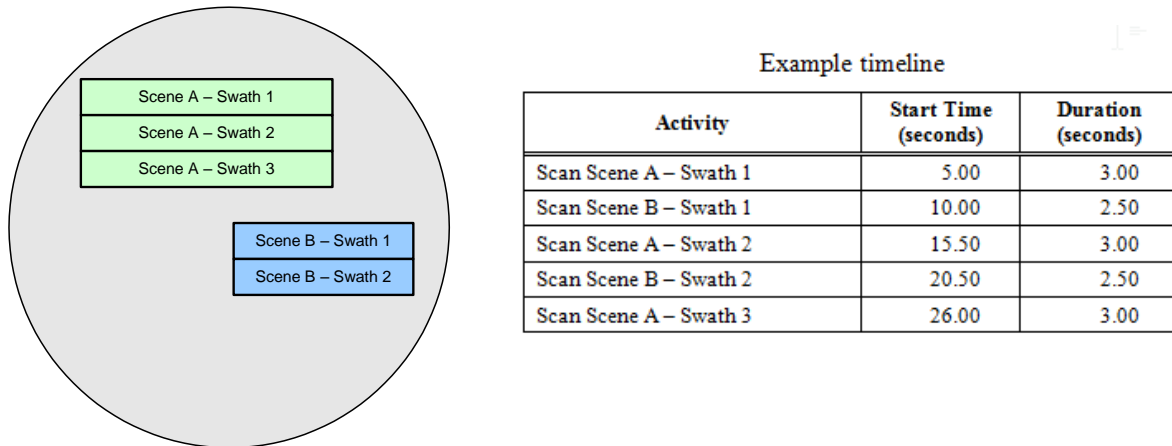 Scene A – Swath 1
Scene A – Swath 2
Scene A – Swath 3
Scene B – Swath 1
Scene B – Swath 2
Example timeline
Activity Start Time (seconds) Duration (seconds)
Scan Scene A – Swath 1 5.00 3.00
Scan Scene B – Swath 1 10.00 2.50
Scan Scene A – Swath 2 15.50 3.00
Scan Scene B – Swath 2 20.50 2.50
Scan Scene A – Swath 3 26.00 3.00